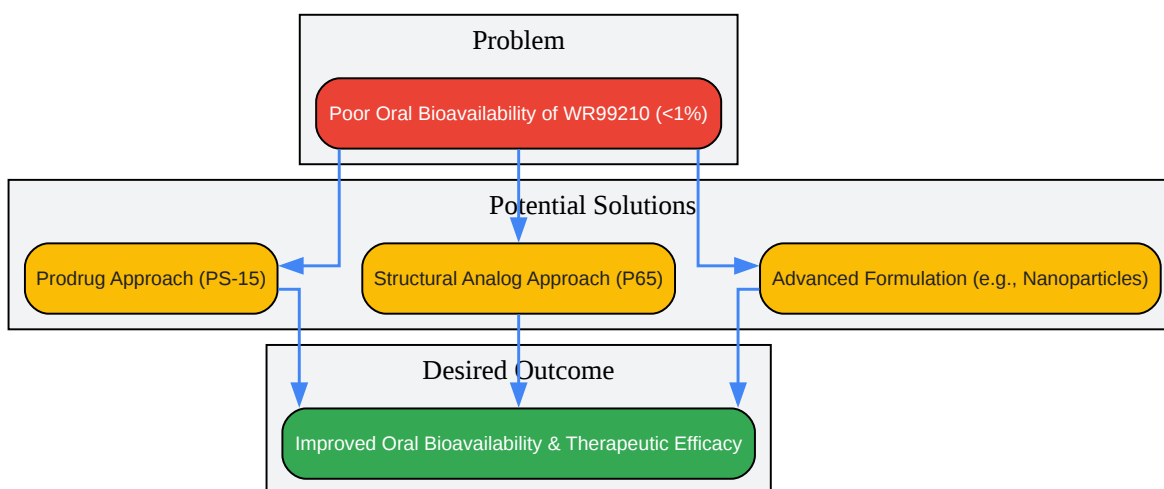 Problem
Poor Oral Bioavailability of WR99210 (<1%)
Potential Solutions
Prodrug Approach (PS-15)
Structural Analog Approach (P65)
Advanced Formulation (e.g., Nanoparticles)
Desired Outcome
Improved Oral Bioavailability & Therapeutic Efficacy